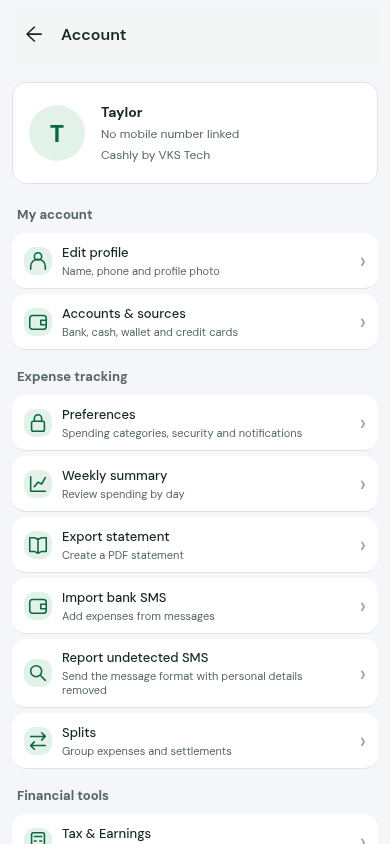 Account
T
Taylor
No mobile number linked
Cashly by VKS Tech
My account
Edit profile
Name, phone and profile photo
Accounts & sources
Bank, cash, wallet and credit cards
Expense tracking
Preferences
Spending categories, security and notifications
Weekly summary
Review spending by day
Export statement
Create a PDF statement
Import bank SMS
Add expenses from messages
Report undetected SMS
Send the message format with personal details
removed
Splits
Group expenses and settlements
Financial tools
Tax & Earnings